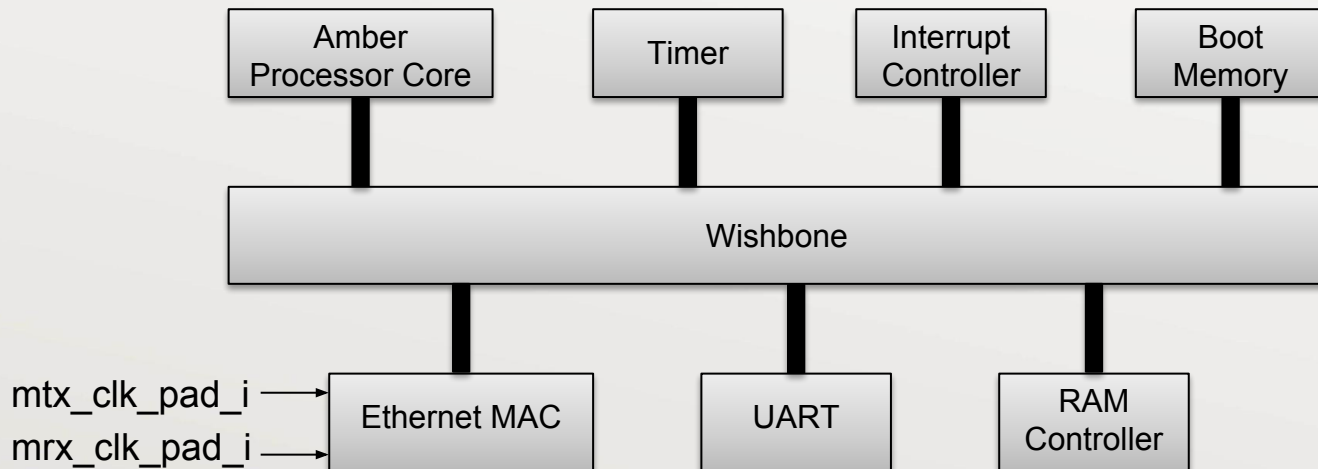 Amber
Processor Core
Timer
Interrupt
Controller
Boot
Memory
Wishbone
mtx_clk_pad_i
mrx_clk_pad_i
Ethernet MAC
UART
RAM
Controller